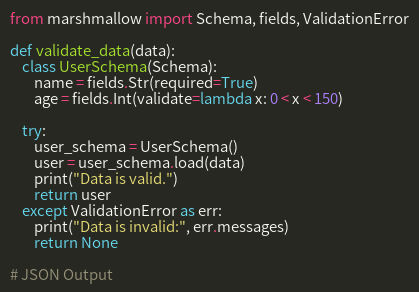 from marshmallow import Schema, fields, ValidationError

def validate_data(data):
    class UserSchema(Schema):
        name = fields.Str(required=True)
        age = fields.Int(validate=lambda x: 0 < x < 150)

    try:
        user_schema = UserSchema()
        user = user_schema.load(data)
        print("Data is valid.")
        return user
    except ValidationError as err:
        print("Data is invalid:", err.messages)
        return None

# JSON Output